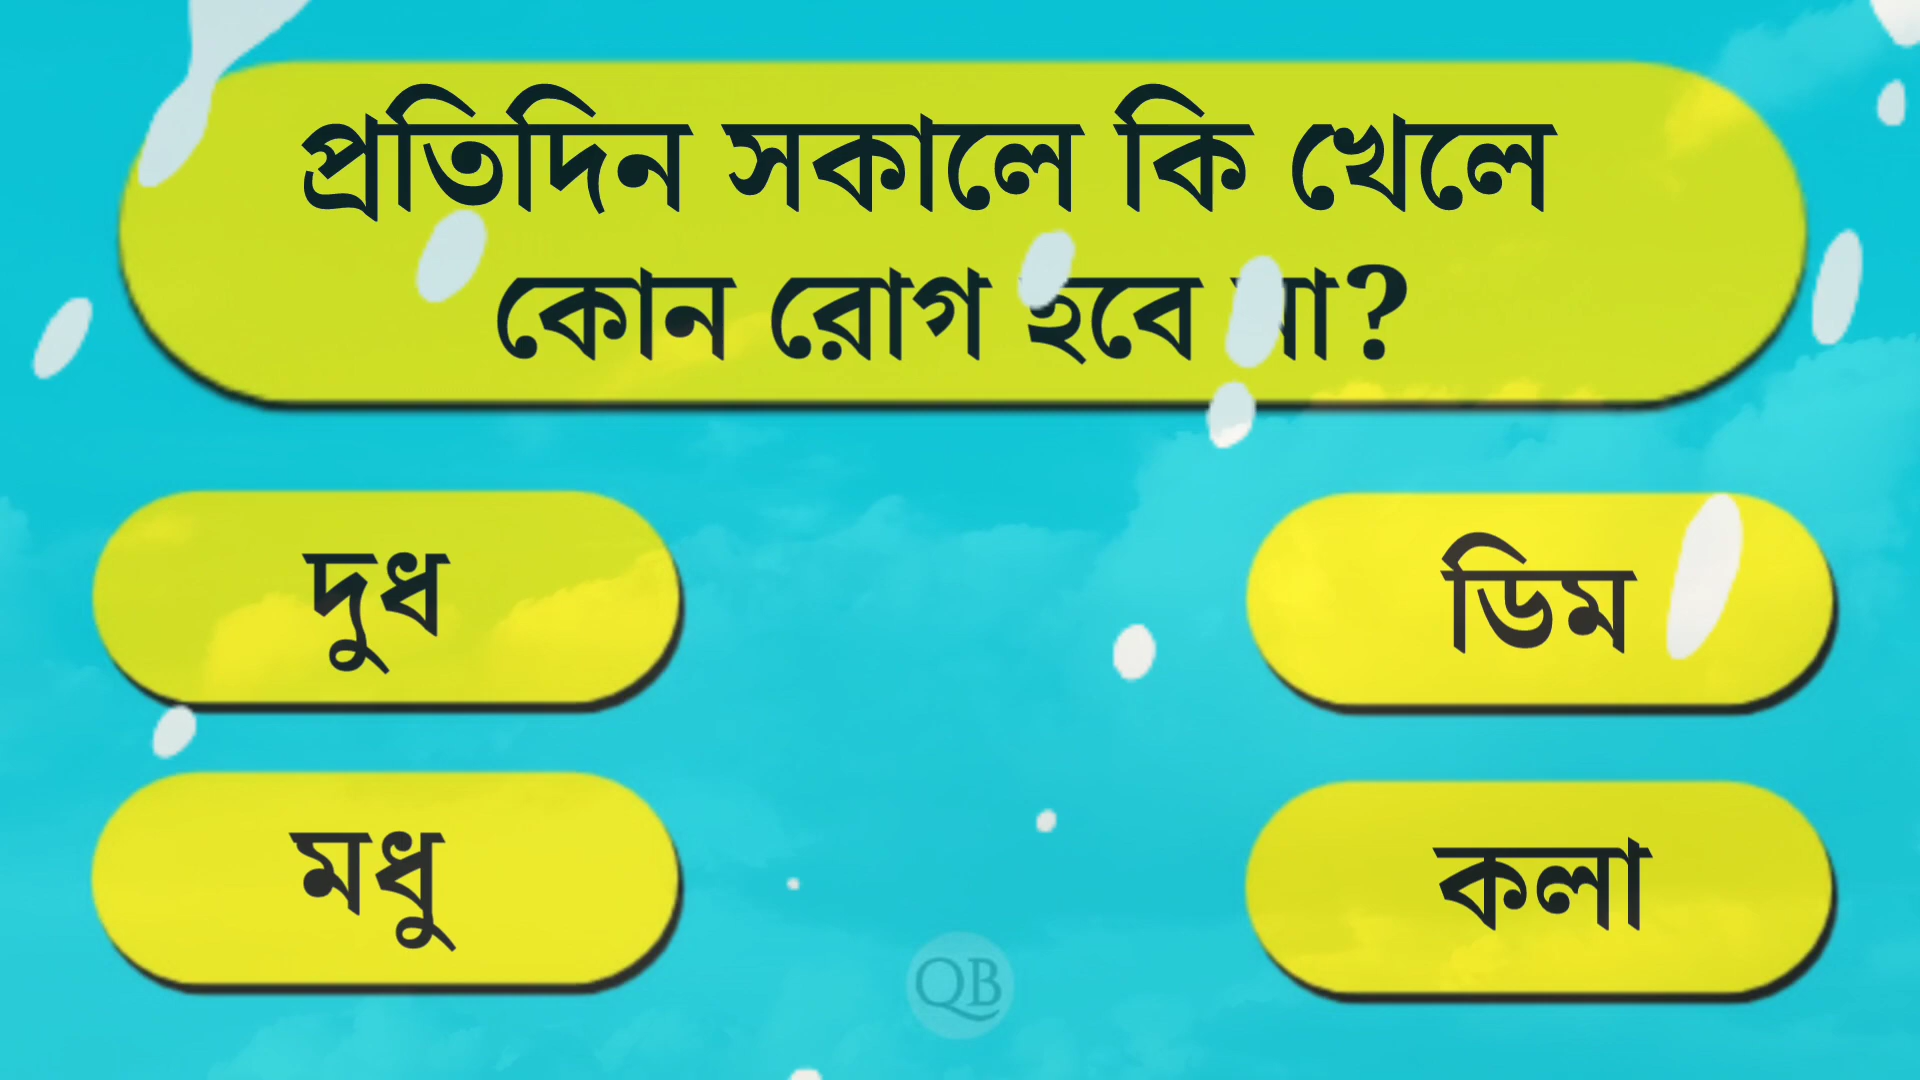 প্রতিদিন সকালে কি খেলে
কোন রোগ হবে না?
দুধ
ডিম
মধু
কলা
QB